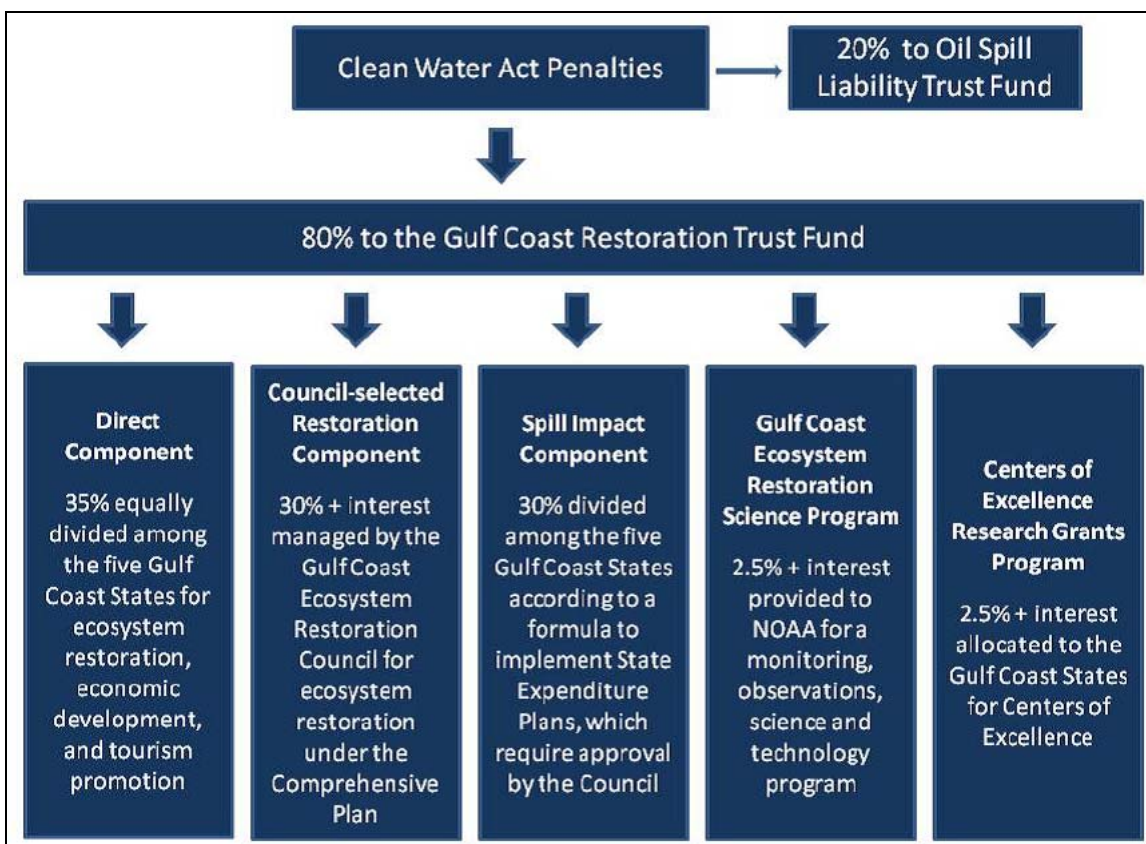 Clean Water Act Penalties
20% to Oil Spill
Liability Trust Fund
80% to the Gulf Coast Restoration Trust Fund
Direct
Component
35% equally
divided among
the five Gulf
Coast States for
ecosystem
restoration,
economic
development,
and tourism
promotion
Council-selected
Restoration
Component
30% + interest
managed by the
Gulf Coast
Ecosystem
Restoration
Council for
ecosystem
restoration
under the
Comprehensive
Plan
Spill Impact
Component
30% divided
among the five
Gulf Coast States
according to a
formula to
implement State
Expenditure
Plans, which
require approval
by the Council
Gulf Coast
Ecosystem
Restoration
Science Program
2.5% + interest
provided to
NOAA for a
monitoring,
observations,
science and
technology
program
Centers of
Excellence
Research Grants
Program
2.5% + interest
allocated to the
Gulf Coast States
for Centers of
Excellence